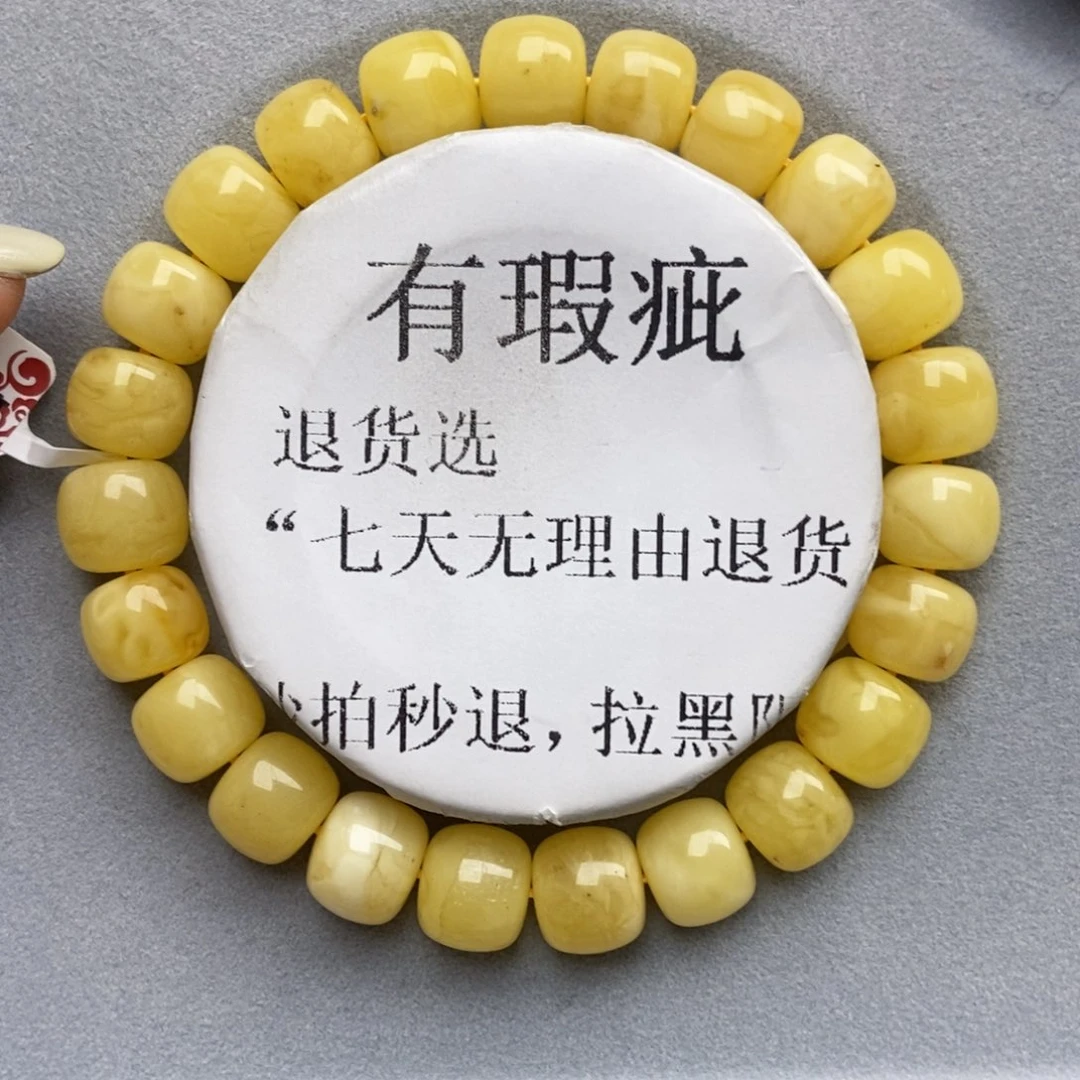 有瑕疵
退货选
“七天无理由退货
拍秒退，拉黑